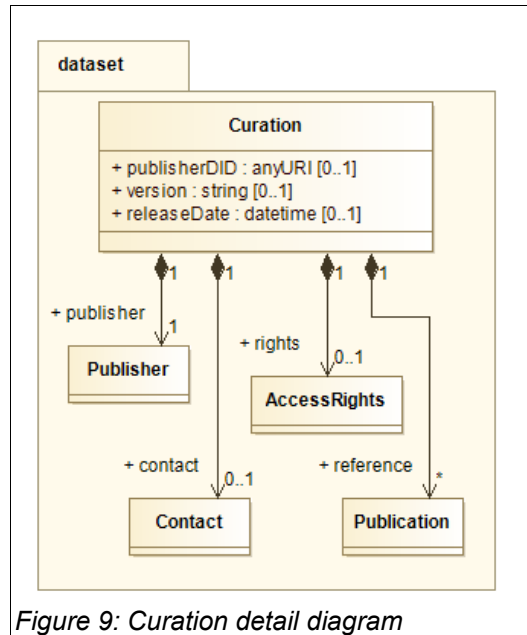 dataset
Curation
+ publisherDID : anyURI [0..1]
+ version : string [0..1]
+ releaseDate : datetime [0..1]
1 1 1 1
+ publisher
1
Publisher
+ rights
0..1
AccessRights
+ contact
0..1
+ reference
*
Contact
Publication
Figure 9: Curation detail diagram